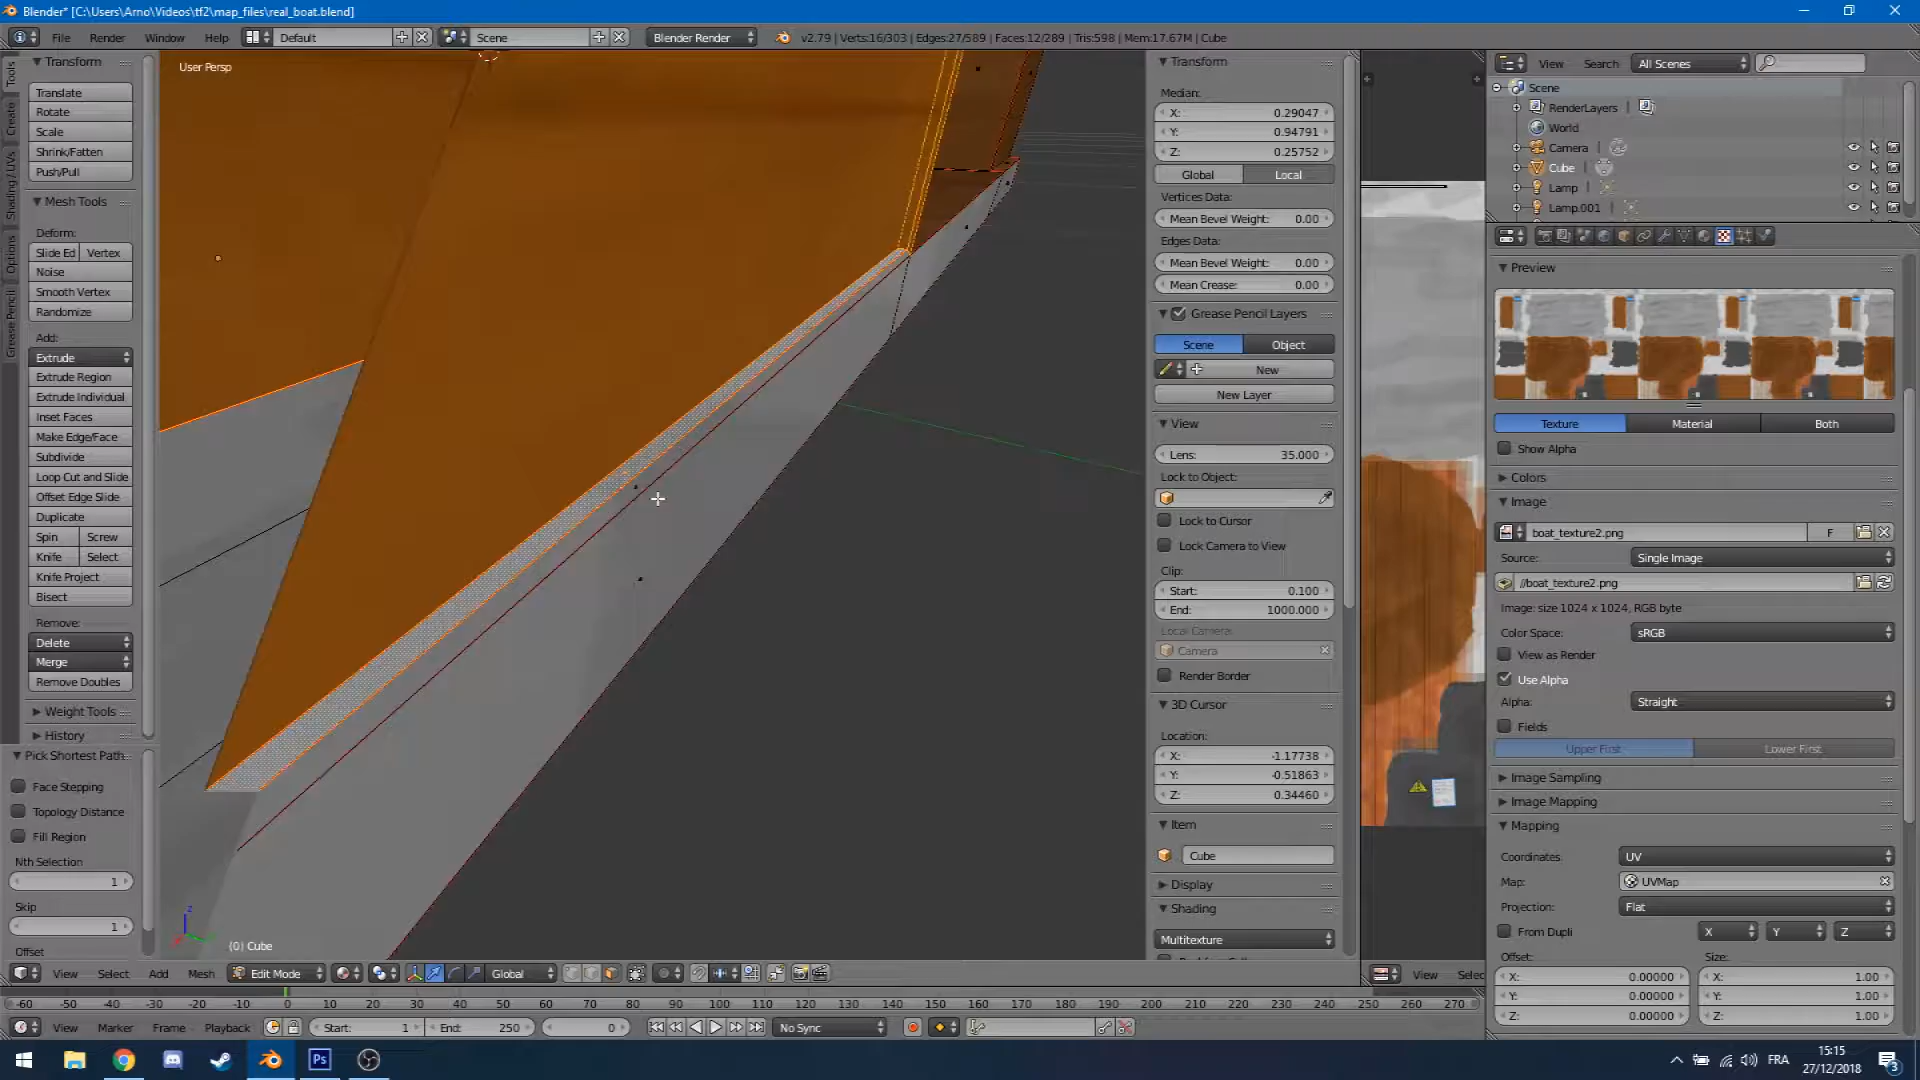 Blender* [C:\Users\Arno\Videos\tf2\map_files\real_boat.blend]
File Render Window Help Default Scene Blender Render v2.79 | Verts:16/303 | Edges:27/589 | Faces:12/289 | Tris:598 | Mem:17.67M | Cube
Tools
Create
Shading / UVs
Options
Grease Pencil
Transform
Translate
Rotate
Scale
Shrink/Fatten
Push/Pull
Mesh Tools
Deform:
Slide Ed Vertex
Noise
Smooth Vertex
Randomize
Add:
Extrude
Extrude Region
Extrude Individual
Inset Faces
Make Edge/Face
Subdivide
Loop Cut and Slide
Offset Edge Slide
Duplicate
Spin Screw
Knife Select
Knife Project
Bisect
Remove:
Delete
Merge
Remove Doubles
Weight Tools
History
Pick Shortest Path
Face Stepping
Topology Distance
Fill Region
Nth Selection
1
Skip
1
Offset
User Persp
(0) Cube
Transform
Median:
X: 0.29047
Y: 0.94791
Z: 0.25752
Global Local
Vertices Data:
Mean Bevel Weight: 0.00
Edges Data:
Mean Bevel Weight: 0.00
Mean Crease: 0.00
Grease Pencil Layers
Scene Object
New
New Layer
View
Lens: 35.000
Lock to Object:
Lock to Cursor
Lock Camera to View
Clip:
Start: 0.100
End: 1000.000
Local Camera:
Camera
Render Border
3D Cursor
Location:
X: -1.17738
Y: -0.51863
Z: 0.34460
Item
Cube
Display
Shading
Multitexture
View Search All Scenes
Scene
RenderLayers
World
Camera
Cube
Lamp
Lamp.001
Preview
Texture Material Both
Show Alpha
Colors
Image
boat_texture2.png F
Source: Single Image
//boat_texture2.png
Image: size 1024 x 1024, RGB byte
Color Space: sRGB
View as Render
Use Alpha
Alpha: Straight
Fields
Upper First Lower First
Image Sampling
Image Mapping
Mapping
Coordinates: UV
Map: UVMap
Projection: Flat
From Dupli X Y Z
Offset: Size:
X: 0.00000 X: 1.00
Y: 0.00000 Y: 1.00
Z: 0.00000 Z: 1.00
View Select Add Mesh Edit Mode Global View Selec
-60 -50 -40 -30 -20 -10 0 10 20 30 40 50 60 70 80 90 100 110 120 130 140 150 160 170 180 190 200 210 220 230 240 250 260 270
View Marker Frame Playback Start: 1 End: 250 0 No Sync
Ps FRA
15:15
27/12/2018
3